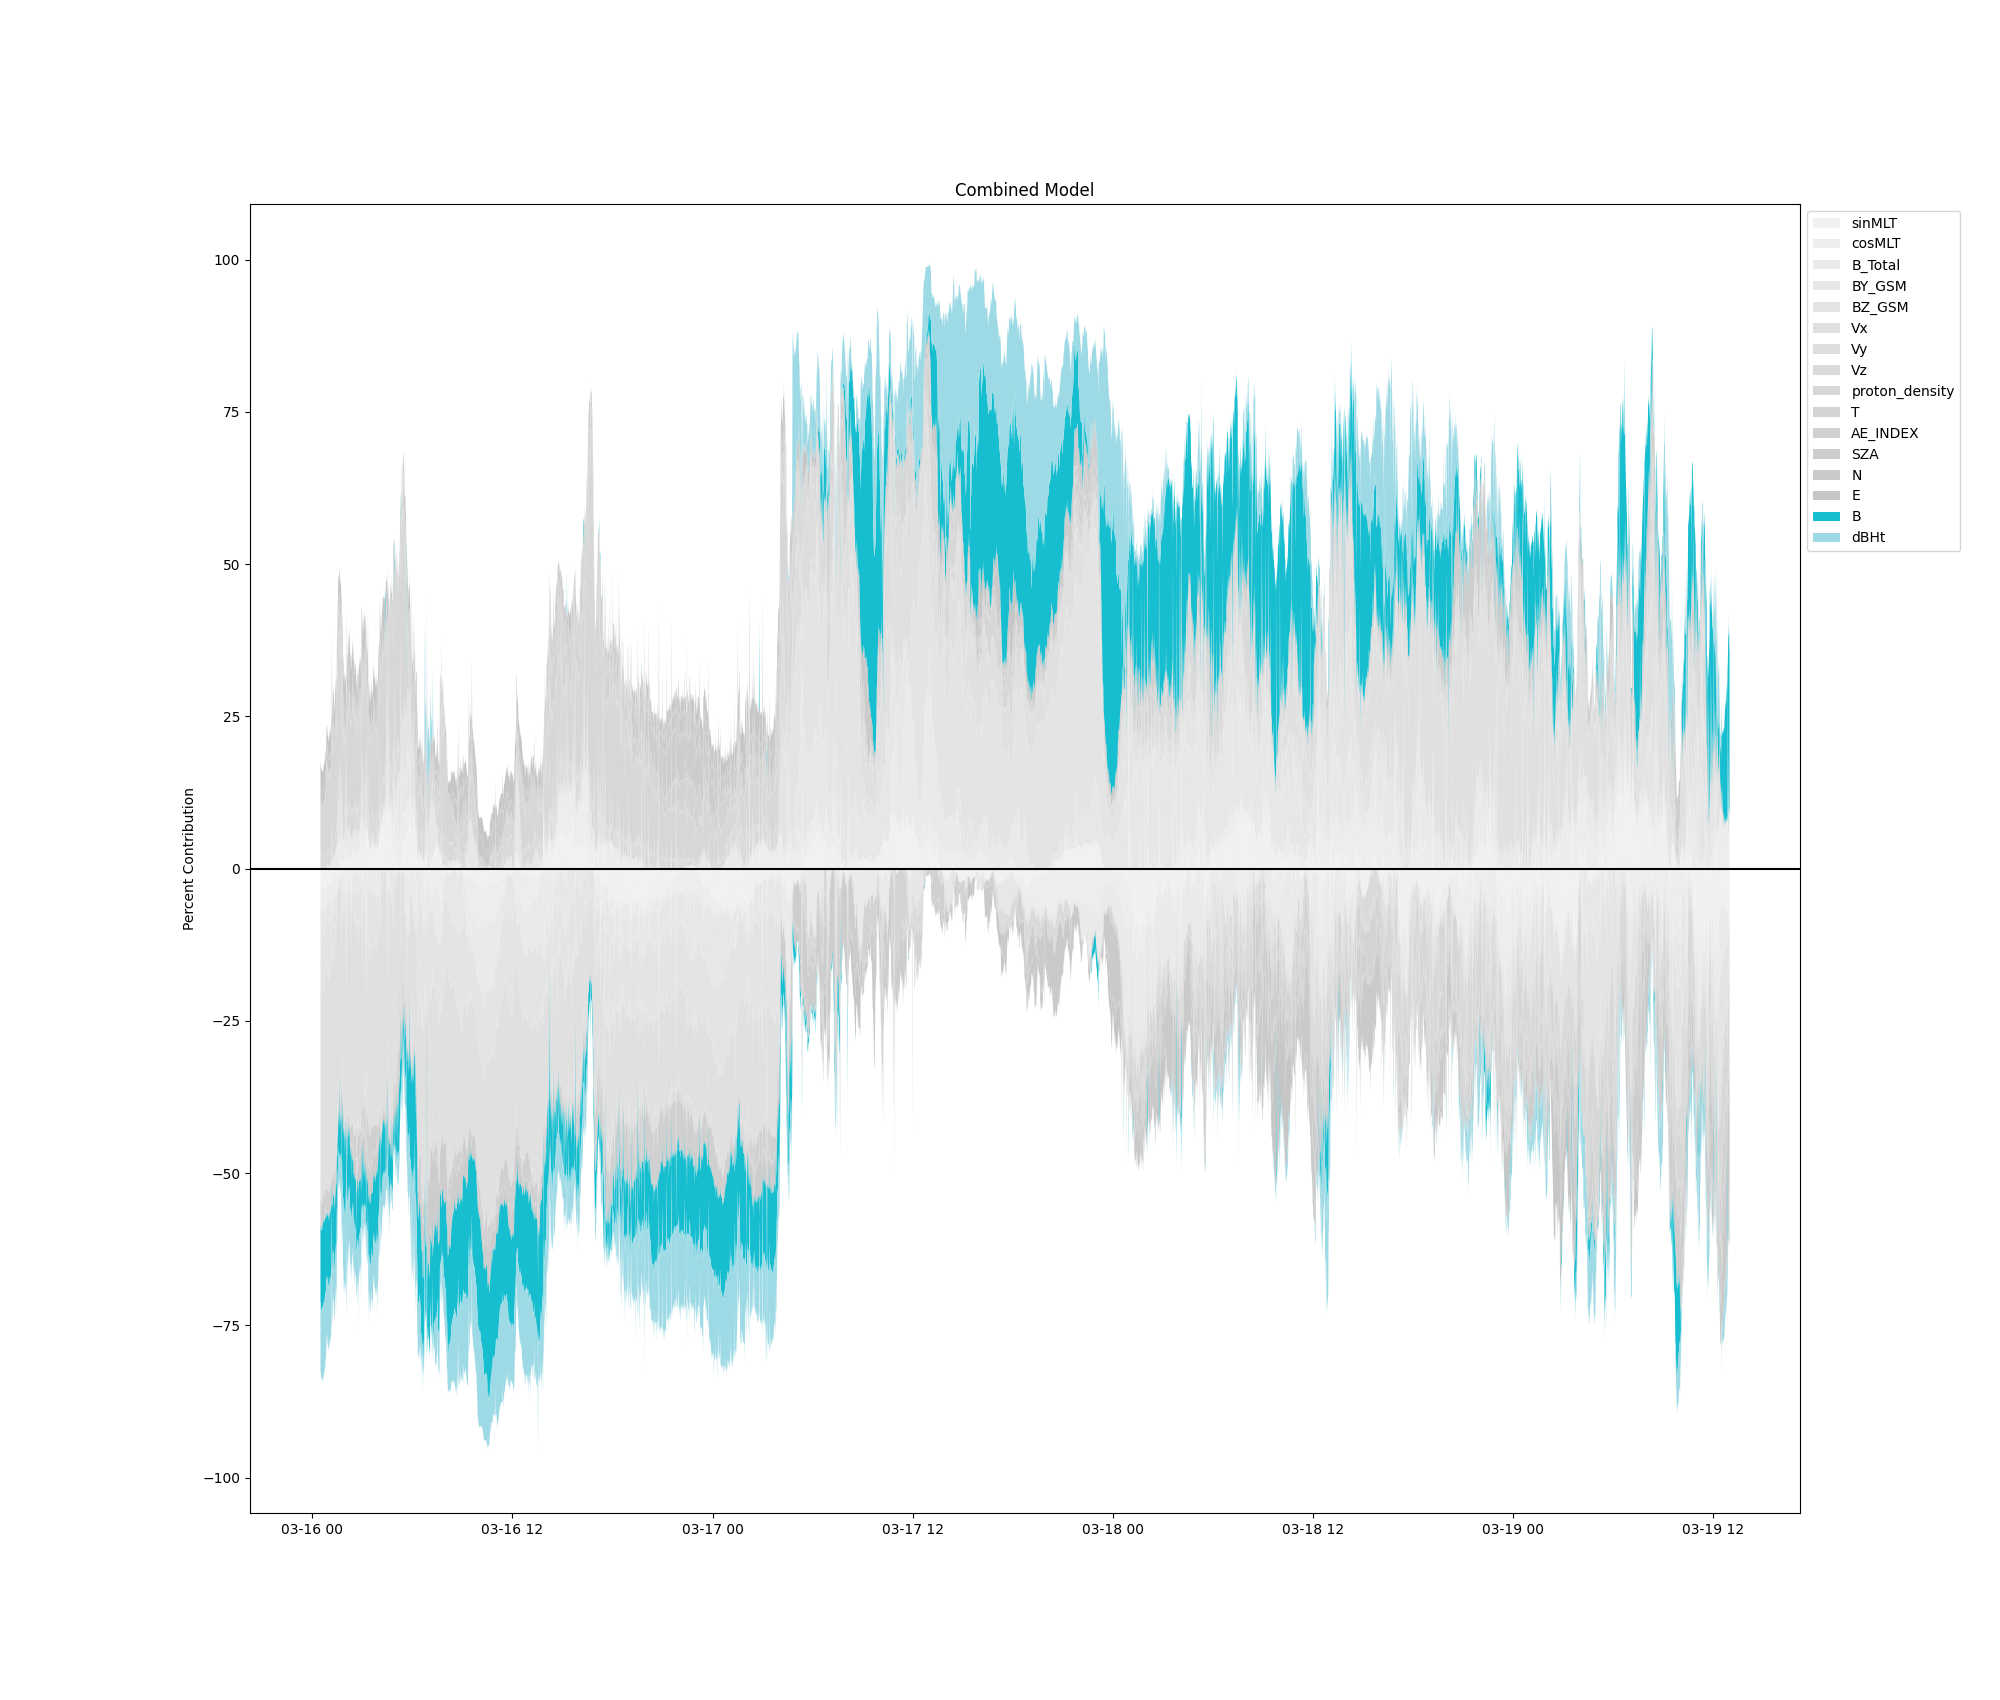 Combined Model
sinMLT
cosMLT
B_Total
BY_GSM
BZ_GSM
Vx
Vy
Vz
proton_density
T
AE_INDEX
SZA
N
E
B
dBHt
Percent Contribution
100
75
50
25
0
−25
−50
−75
−100
03-16 00
03-16 12
03-17 00
03-17 12
03-18 00
03-18 12
03-19 00
03-19 12